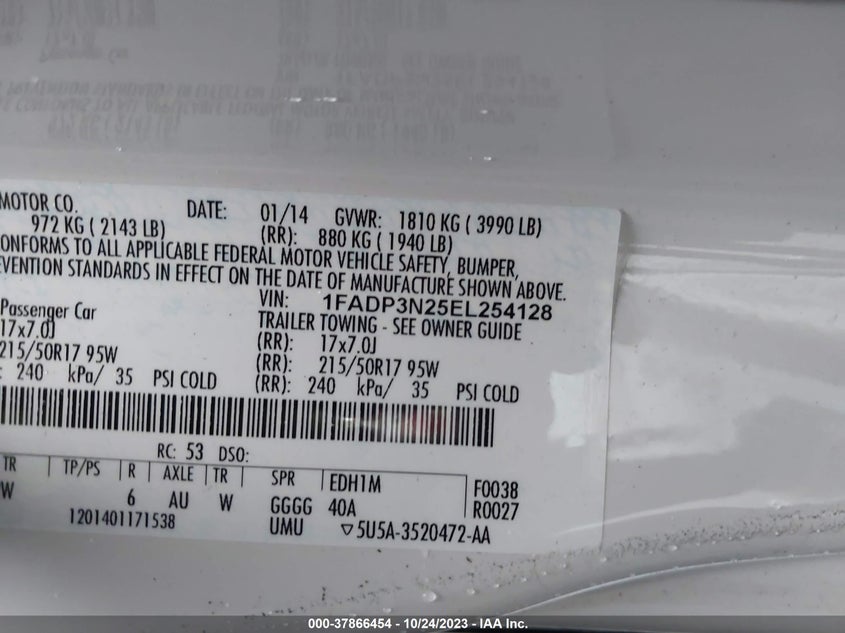 MOTOR CO. DATE: 01/14 GVWR: 1810 KG ( 3990 LB)
972 KG ( 2143 LB) (RR): 880 KG ( 1940 LB)
CONFORMS TO ALL APPLICABLE FEDERAL MOTOR VEHICLE SAFETY, BUMPER,
EVENTION STANDARDS IN EFFECT ON THE DATE OF MANUFACTURE SHOWN ABOVE.
VIN: 1FADP3N25EL254128
Passenger Car TRAILER TOWING - SEE OWNER GUIDE
17x7.0J (RR): 17x7.0J
215/50R17 95W (RR): 215/50R17 95W
: 240 kPa/ 35 PSI COLD (RR): 240 kPa/ 35 PSI COLD
RC: 53 DSO:
TR TP/PS R AXLE TR SPR EDH1M F0038
W 6 AU W GGGG 40A R0027
1201401171538 UMU ▽5U5A-3520472-AA
000-37866454 - 10/24/2023 - IAA Inc.